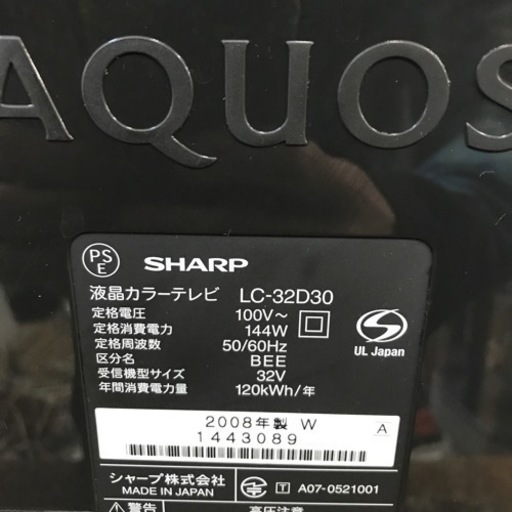 AQUOS
PS E SHARP
液晶カラーテレビ LC-32D30
定格電圧 100V～
定格消費電力 144W
定格周波数 50/60Hz
区分名 BEE
受信機型サイズ 32V
年間消費電力量 120kWh/年
UL Japan
2008年製 W A
1443089
シャープ株式会社
MADE IN JAPAN
T A07-0521001
警告 高圧注意